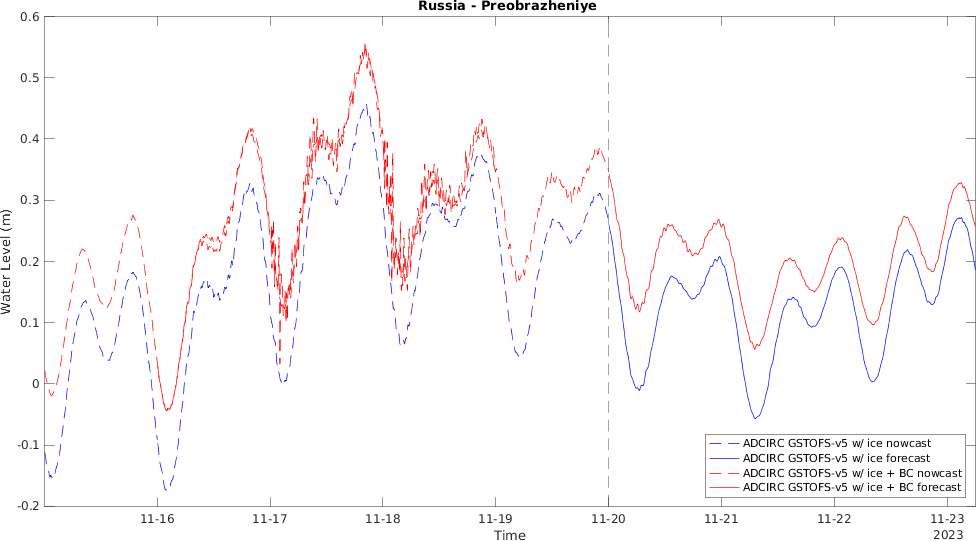 Russia - Preobrazheniye
Water Level (m)
0.6
0.5
0.4
0.3
0.2
0.1
0
-0.1
-0.2
ADCIRC GSTOFS-v5 w/ ice nowcast
ADCIRC GSTOFS-v5 w/ ice forecast
ADCIRC GSTOFS-v5 w/ ice + BC nowcast
ADCIRC GSTOFS-v5 w/ ice + BC forecast
11-16 11-17 11-18 11-19 11-20 11-21 11-22 11-23
Time 2023